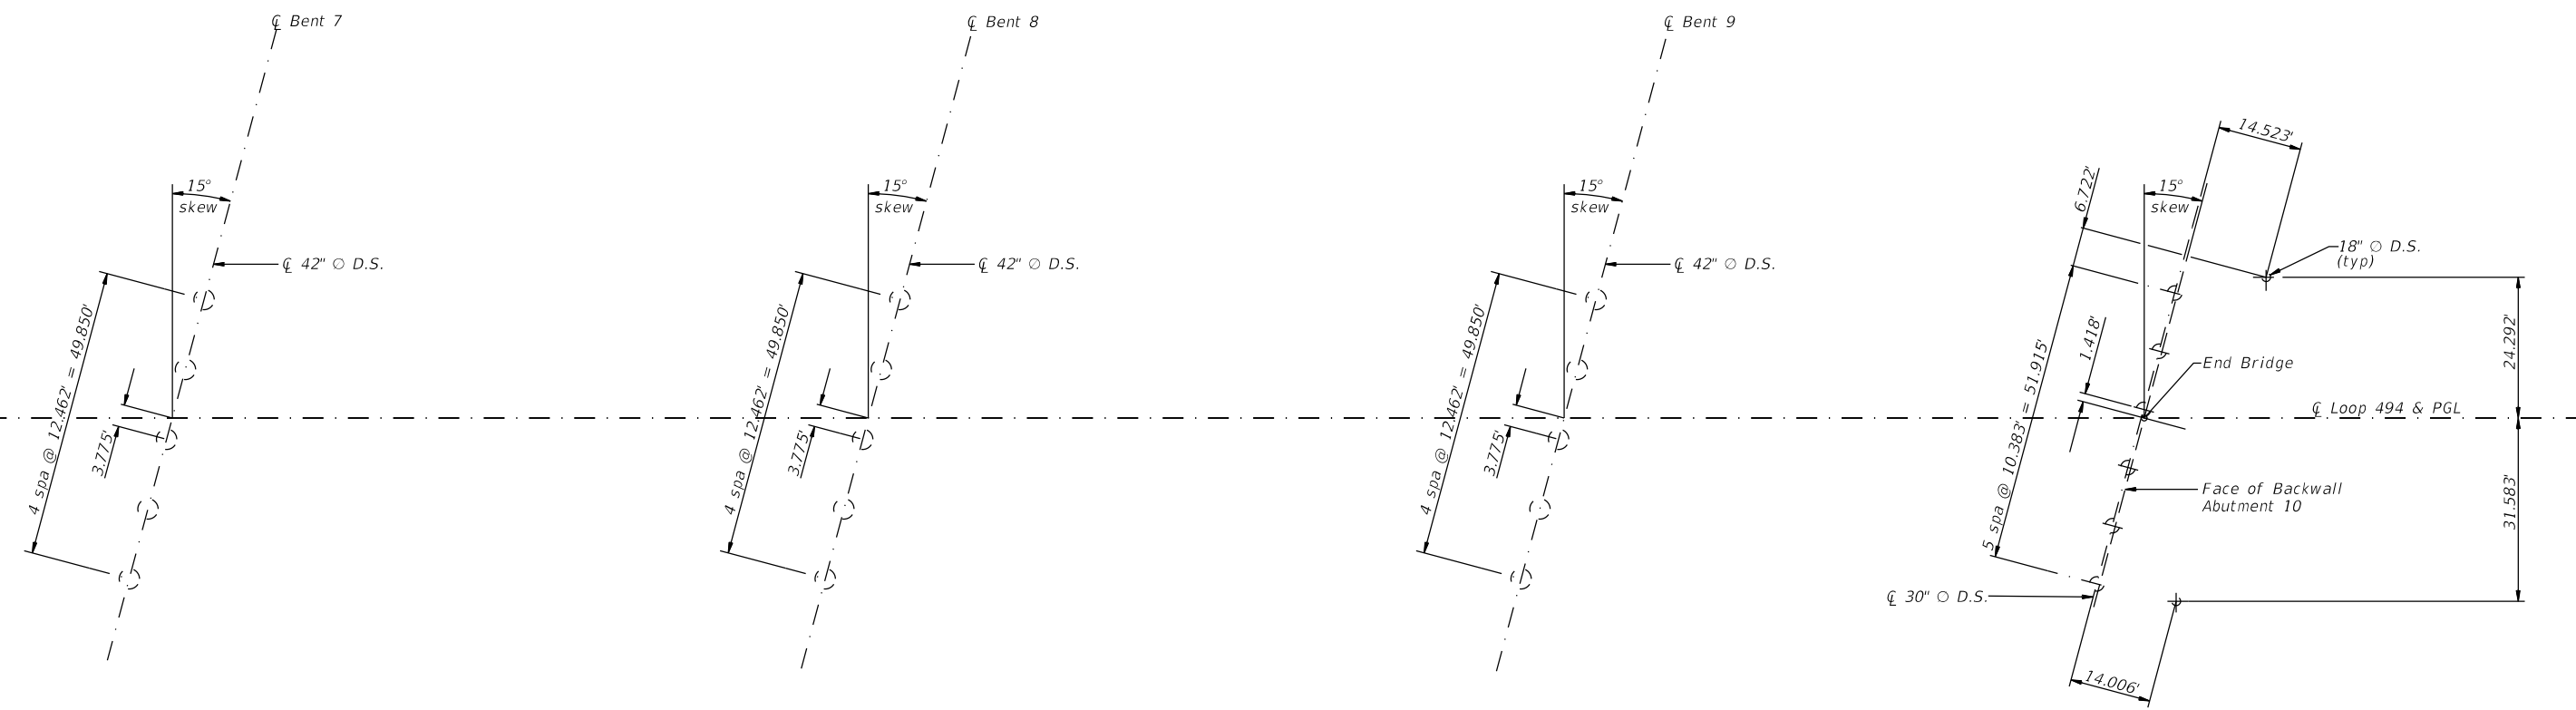 ℄ Bent 7
15°
skew
℄ 42" ∅ D.S.
4 spa @ 12.462' = 49.850'
3.775'
℄ Bent 8
15°
skew
℄ 42" ∅ D.S.
4 spa @ 12.462' = 49.850'
3.775'
℄ Bent 9
15°
skew
℄ 42" ∅ D.S.
4 spa @ 12.462' = 49.850'
3.775'
14.523'
6.722'
15°
skew
18" ∅ D.S.
(typ)
1.418'
24.292'
End Bridge
℄ Loop 494 & PGL
5 spa @ 10.383' = 51.915'
Face of Backwall
Abutment 10
31.583'
℄ 30" ∅ D.S.
14.006'